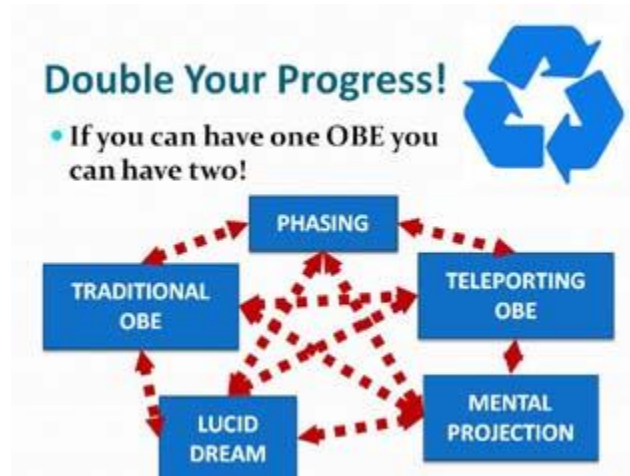 Double Your Progress!
• If you can have one OBE you
can have two!
PHASING
TRADITIONAL
OBE
TELEPORTING
OBE
LUCID
DREAM
MENTAL
PROJECTION